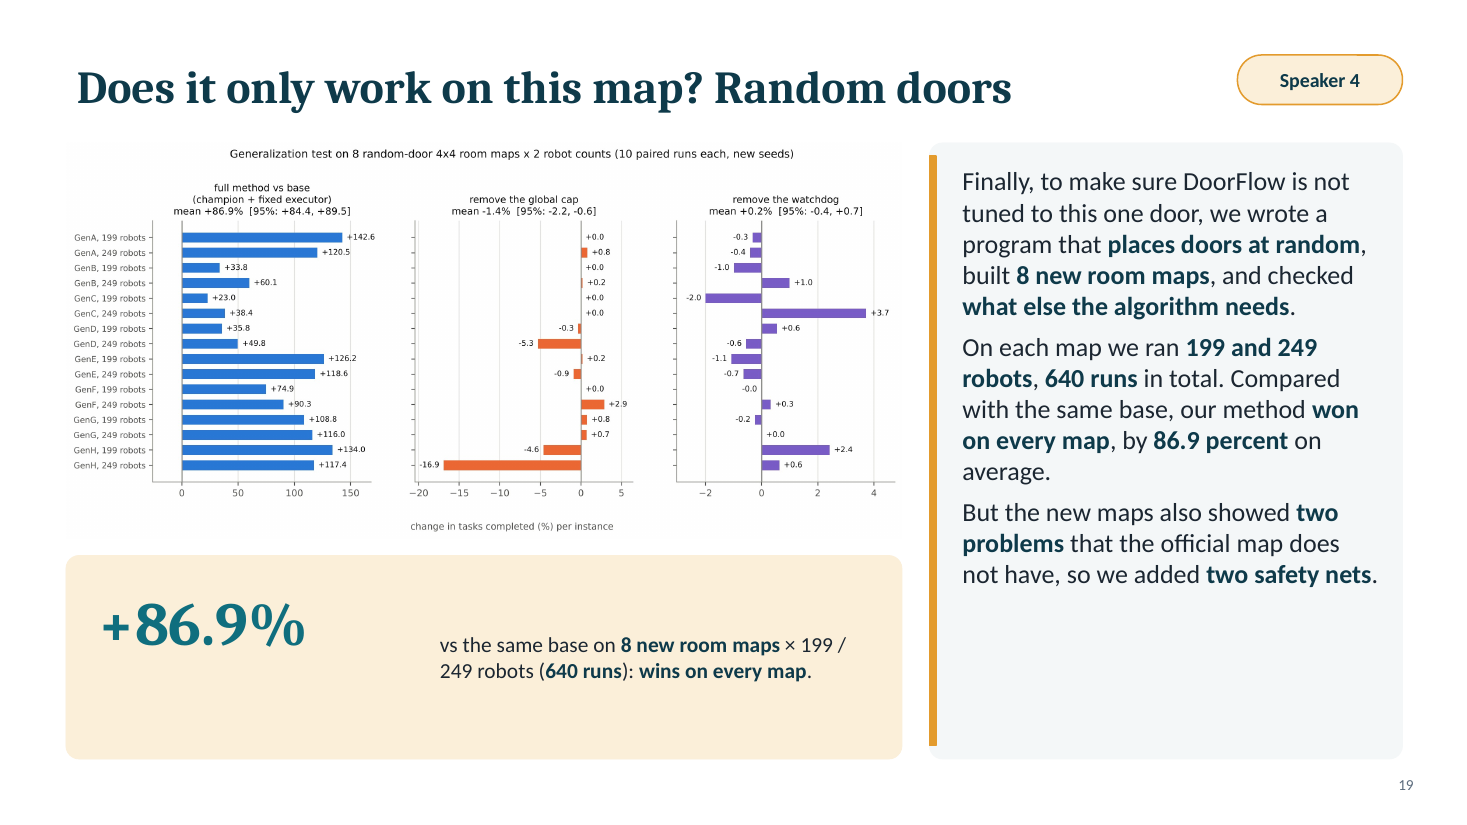 Does it only work on this map? Random doors
Speaker 4
Generalization test on 8 random-door 4x4 room maps x 2 robot counts (10 paired runs each, new seeds)
full method vs base
(champion + fixed executor)
mean +86.9%  [95%: +84.4, +89.5]
GenA, 199 robots
GenA, 249 robots
GenB, 199 robots
GenB, 249 robots
GenC, 199 robots
GenC, 249 robots
GenD, 199 robots
GenD, 249 robots
GenE, 199 robots
GenE, 249 robots
GenF, 199 robots
GenF, 249 robots
GenG, 199 robots
GenG, 249 robots
GenH, 199 robots
GenH, 249 robots
+142.6
+120.5
+33.8
+60.1
+23.0
+38.4
+35.8
+49.8
+126.2
+118.6
+74.9
+90.3
+108.8
+116.0
+134.0
+117.4
0 50 100 150
remove the global cap
mean -1.4%  [95%: -2.2, -0.6]
+0.0
+0.8
+0.0
+0.2
+0.0
+0.0
-0.3
-5.3
+0.2
-0.9
+0.0
+2.9
+0.8
+0.7
-4.6
-16.9
−20 −15 −10 −5 0 5
remove the watchdog
mean +0.2%  [95%: -0.4, +0.7]
-0.3
-0.4
-1.0
+1.0
-2.0
+3.7
+0.6
-0.6
-1.1
-0.7
-0.0
+0.3
-0.2
+0.0
+2.4
+0.6
−2 0 2 4
change in tasks completed (%) per instance
+86.9%
vs the same base on 8 new room maps × 199 /
249 robots (640 runs): wins on every map.
Finally, to make sure DoorFlow is not
tuned to this one door, we wrote a
program that places doors at random,
built 8 new room maps, and checked
what else the algorithm needs.
On each map we ran 199 and 249
robots, 640 runs in total. Compared
with the same base, our method won
on every map, by 86.9 percent on
average.
But the new maps also showed two
problems that the official map does
not have, so we added two safety nets.
19